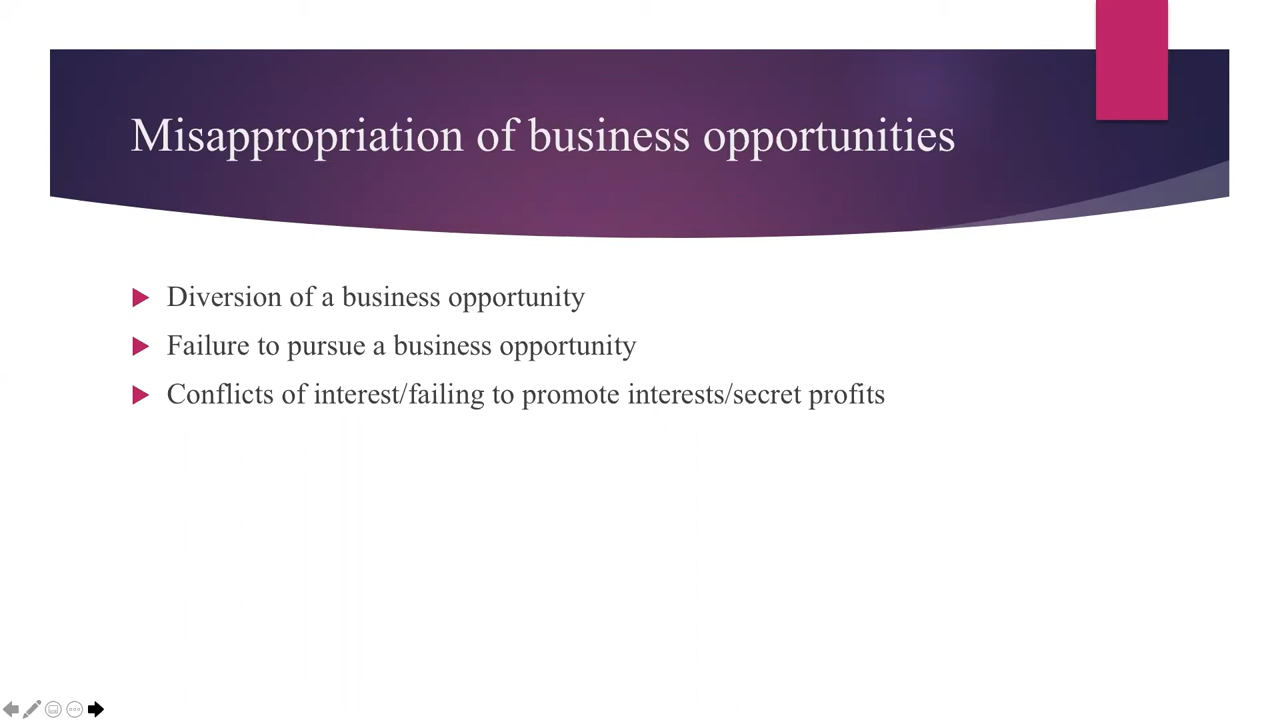 Misappropriation of business opportunities
Diversion of a business opportunity
Failure to pursue a business opportunity
Conflicts of interest/failing to promote interests/secret profits